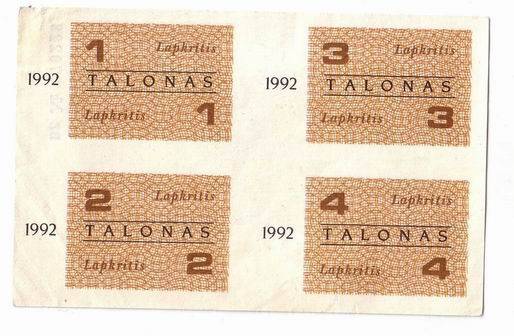 1 Lapkritis
1992 TALONAS
Lapkritis 1
3 Lapkritis
1992 TALONAS
Lapkritis 3
2 Lapkritis
1992 TALONAS
Lapkritis 2
4 Lapkritis
1992 TALONAS
Lapkritis 4